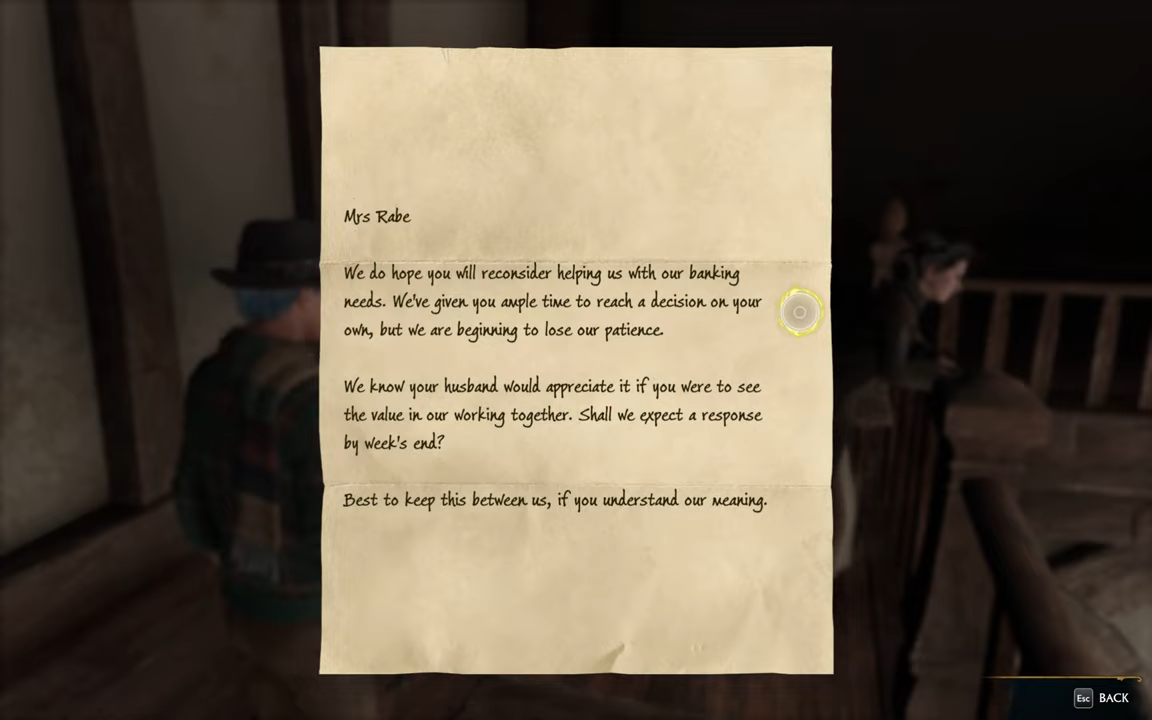 Mrs Rabe
We do hope you will reconsider helping us with our banking
needs. We've given you ample time to reach a decision on your
own, but we are beginning to lose our patience.
We know your husband would appreciate it if you were to see
the value in our working together. Shall we expect a response
by week's end?
Best to keep this between us, if you understand our meaning.
Esc BACK